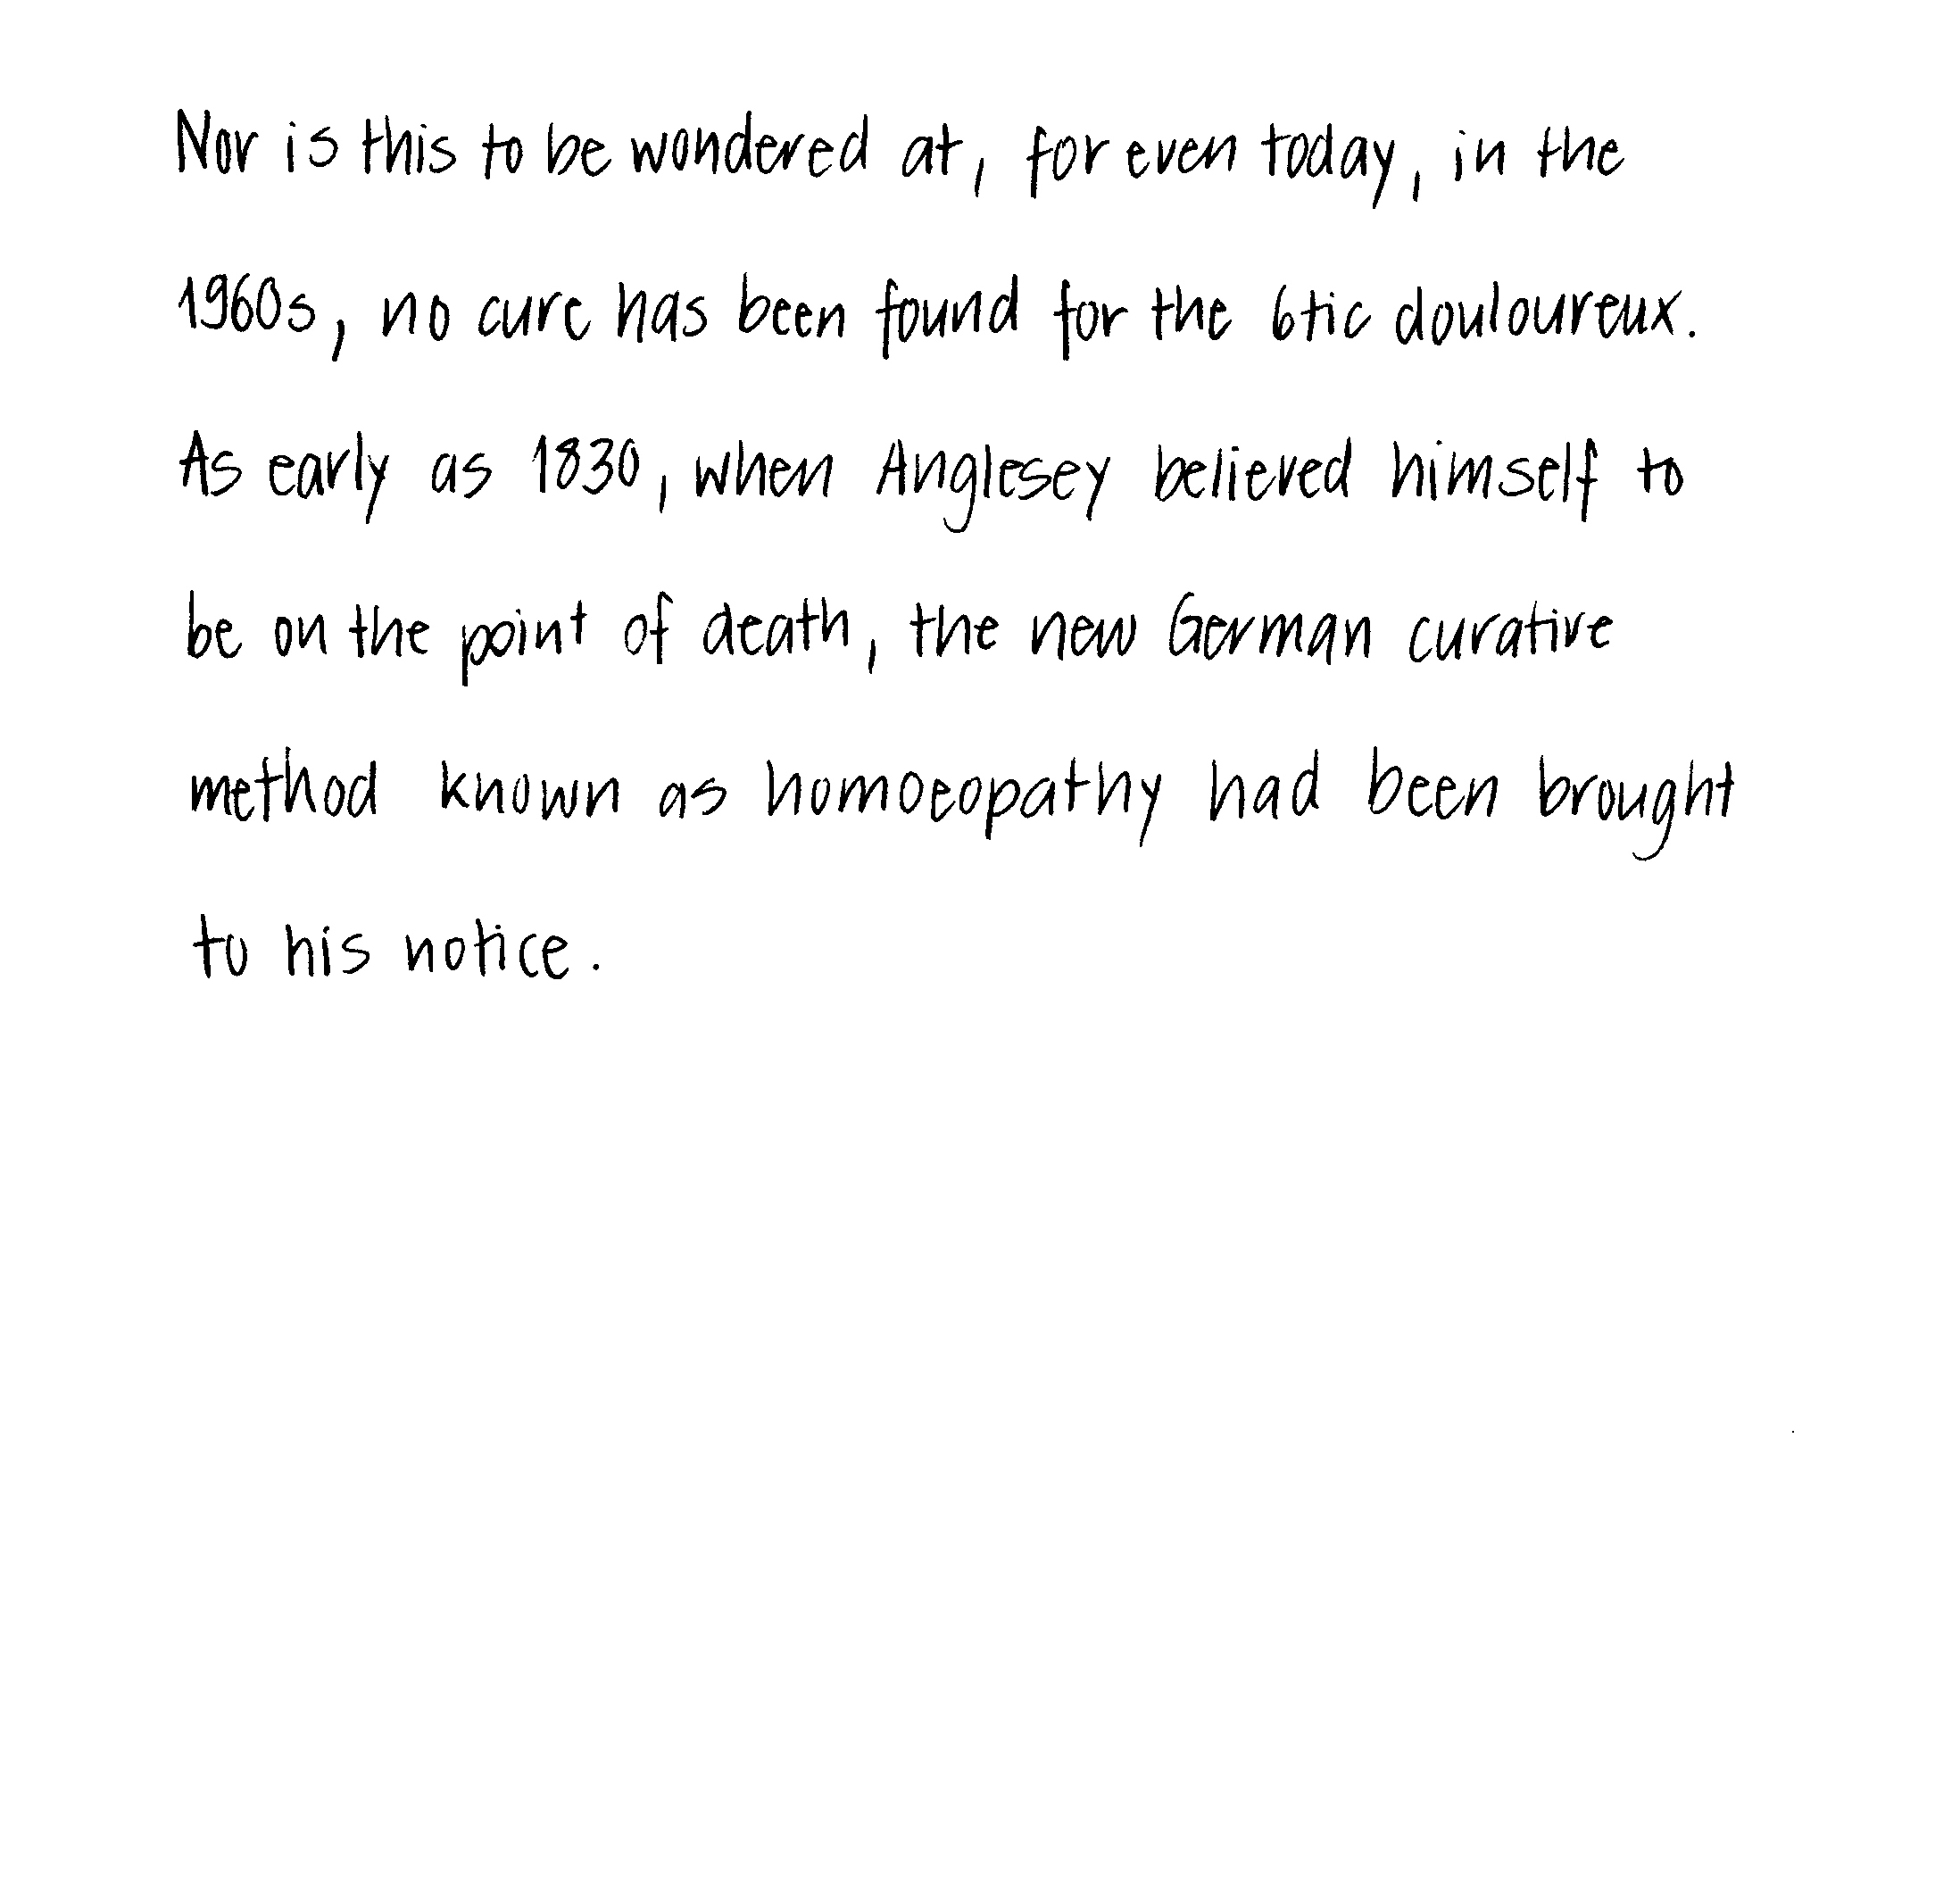 Nor is this to be wondered at, for even today, in the
1960s, no cure has been found for the 6tic douloureux.
As early as 1830, when Anglesey believed himself to
be on the point of death, the new German curative
method known as homoeopathy had been brought
to his notice.